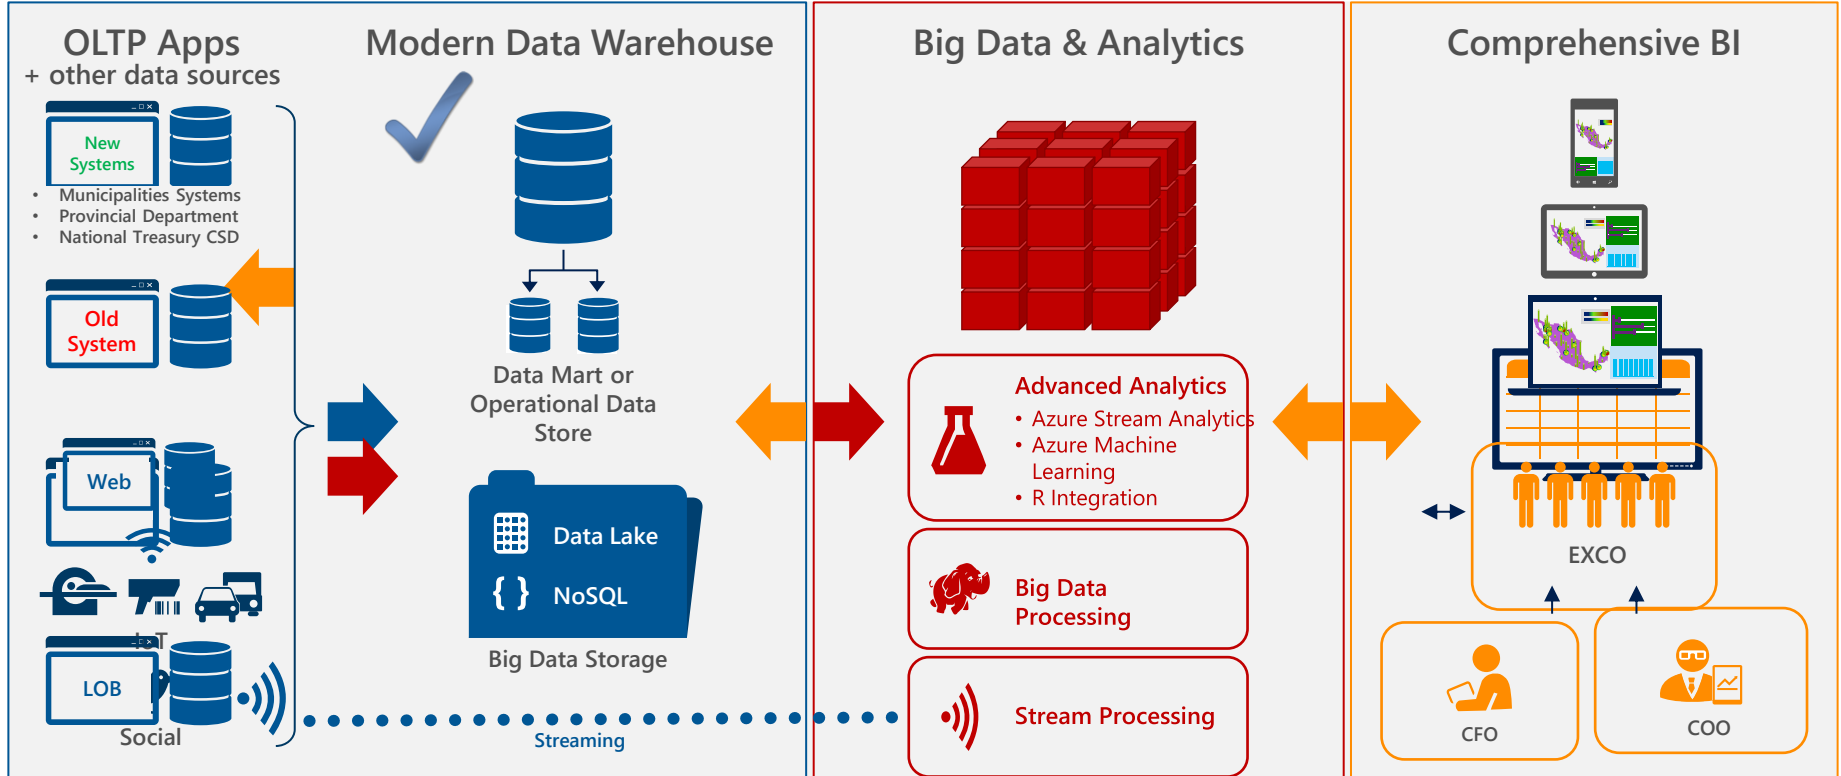 OLTP Apps
+ other data sources
New
Systems
• Municipalities Systems
• Provincial Department
• National Treasury CSD
Old
System
Web
IoT
LOB
Social
Modern Data Warehouse
Data Mart or
Operational Data
Store
Data Lake
{ } NoSQL
Big Data Storage
Streaming
Big Data & Analytics
Advanced Analytics
• Azure Stream Analytics
• Azure Machine
Learning
• R Integration
Big Data
Processing
Stream Processing
Comprehensive BI
EXCO
CFO
COO